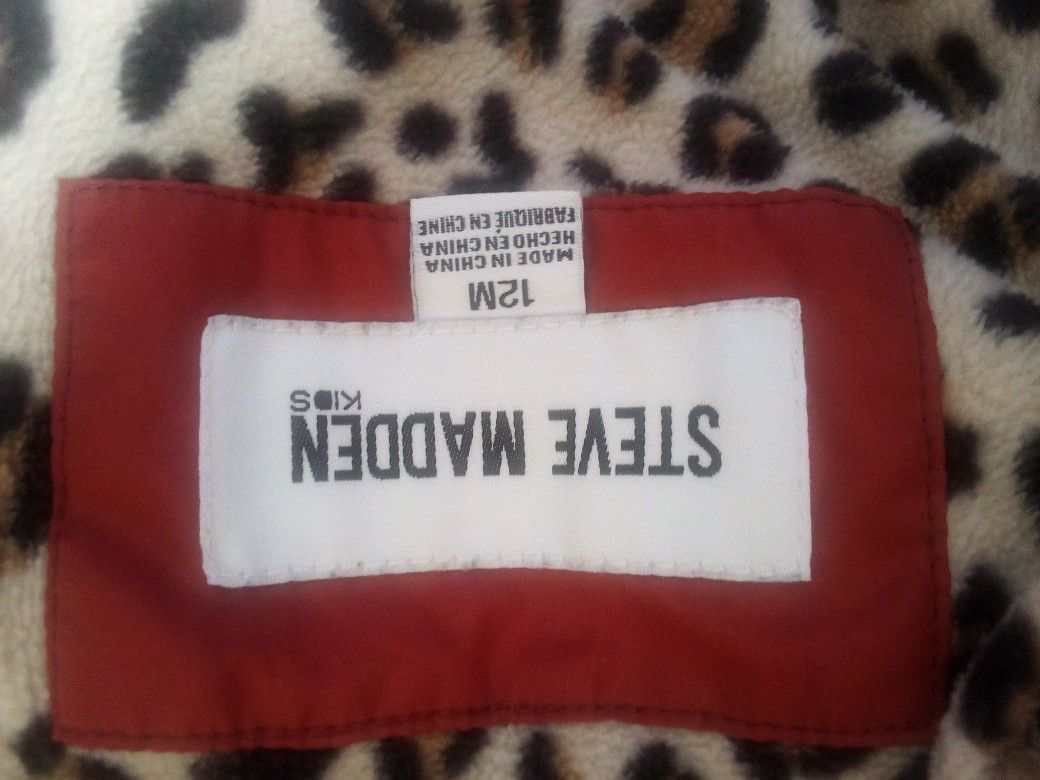 STEVE MADDEN
KIDS
12M
MADE IN CHINA
HECHO EN CHINA
FABRIQUÉ EN CHINE